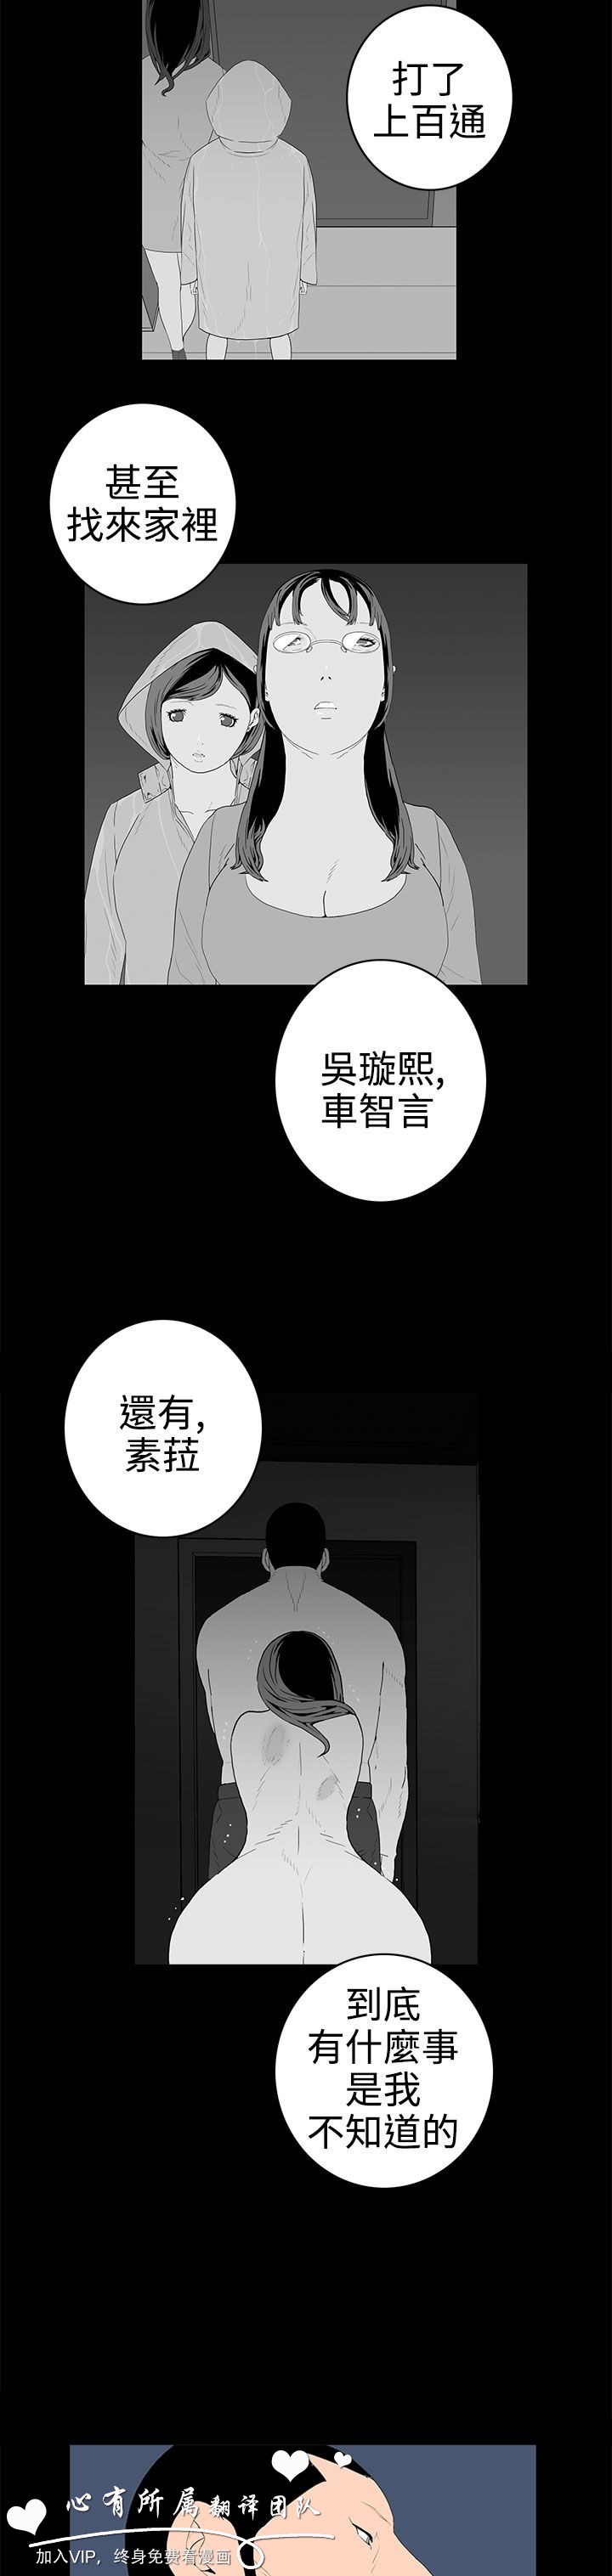 打了
上百通
甚至
找來家裡
吳璇熙,
車智言
還有,
素菈
到底
有什麼事
是我
不知道的
心有所属翻译团队
加入VIP，终身免费看漫画